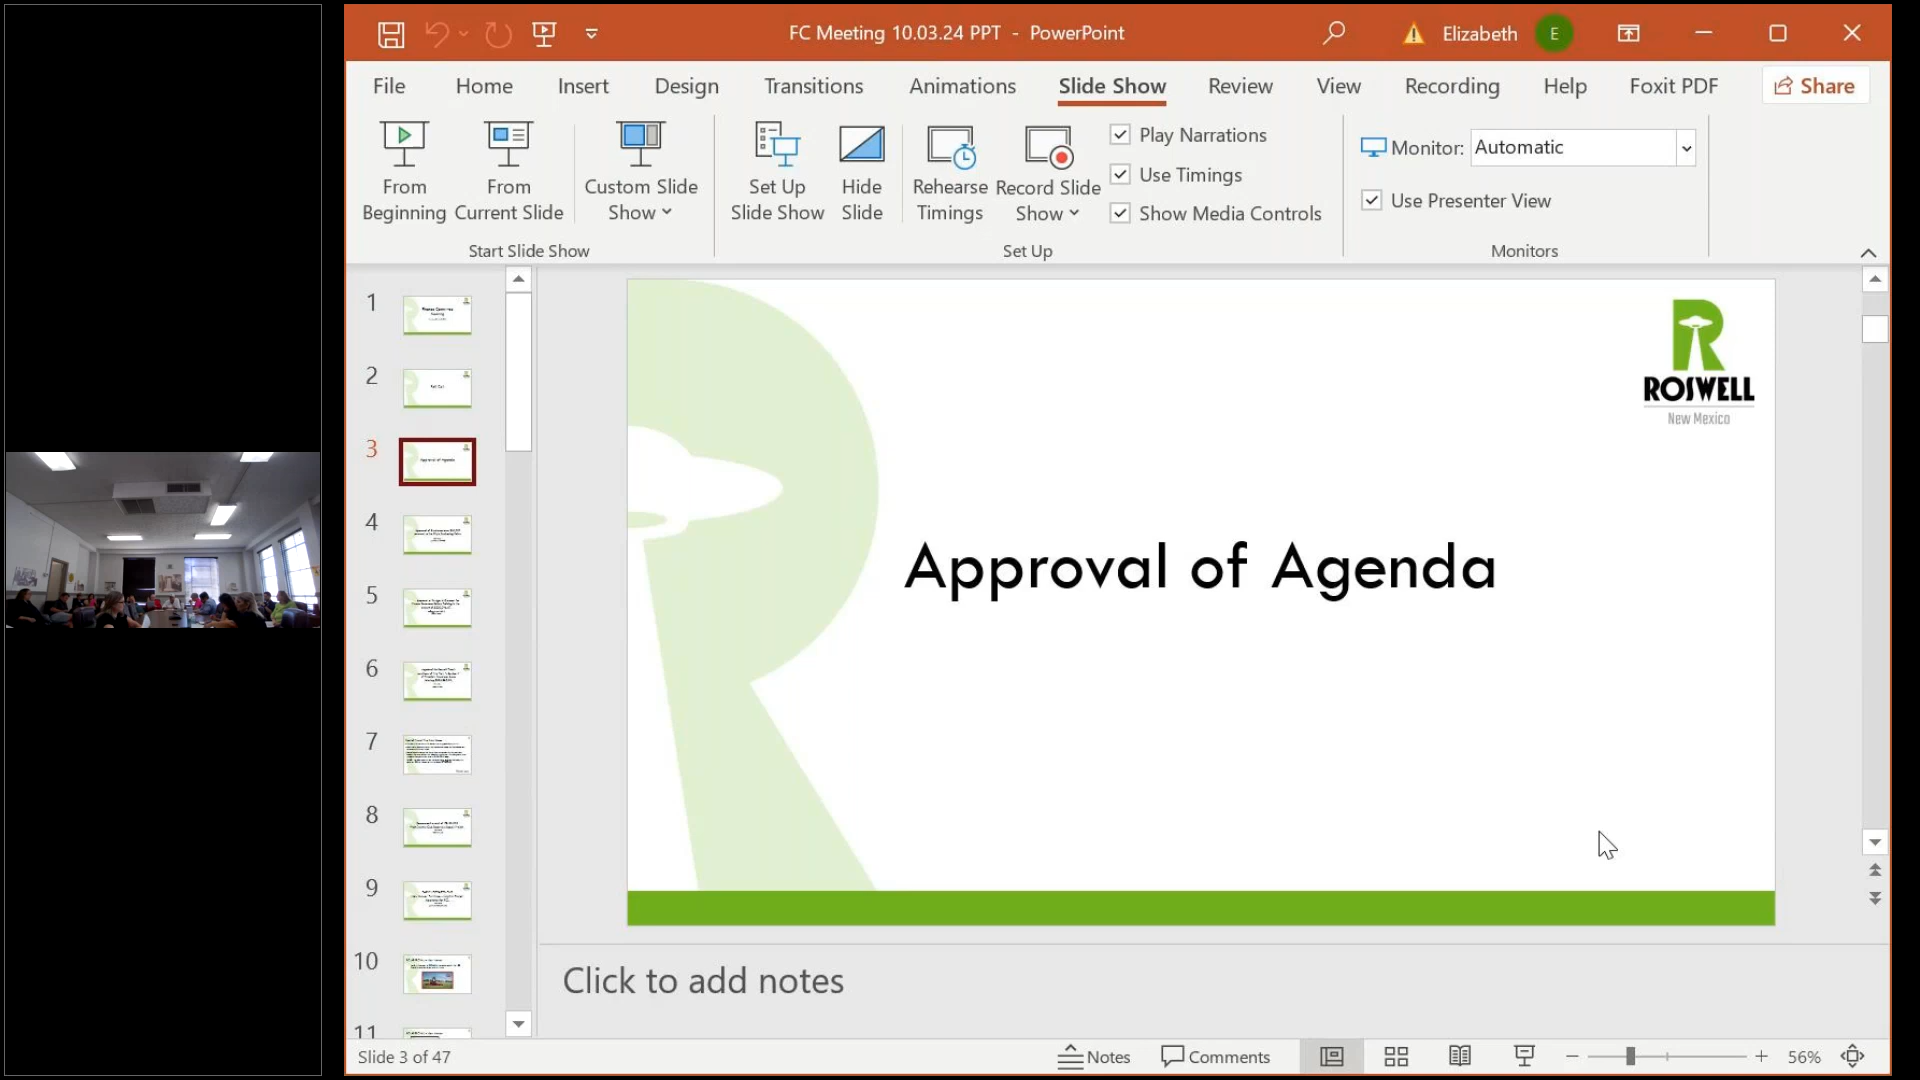 FC Meeting 10.03.24 PPT - PowerPoint
Elizabeth
E
File Home Insert Design Transitions Animations Slide Show Review View Recording Help Foxit PDF Share
From Beginning
From Current Slide
Custom Slide Show
Set Up Slide Show
Hide Slide
Rehearse Timings
Record Slide Show
Play Narrations
Use Timings
Show Media Controls
Monitor: Automatic
Use Presenter View
Start Slide Show
Set Up
Monitors
1
2
3
Approval of Agenda
4
5
6
7
8
9
10
11
R
ROSWELL
New Mexico
Approval of Agenda
Click to add notes
Slide 3 of 47
Notes
Comments
56%